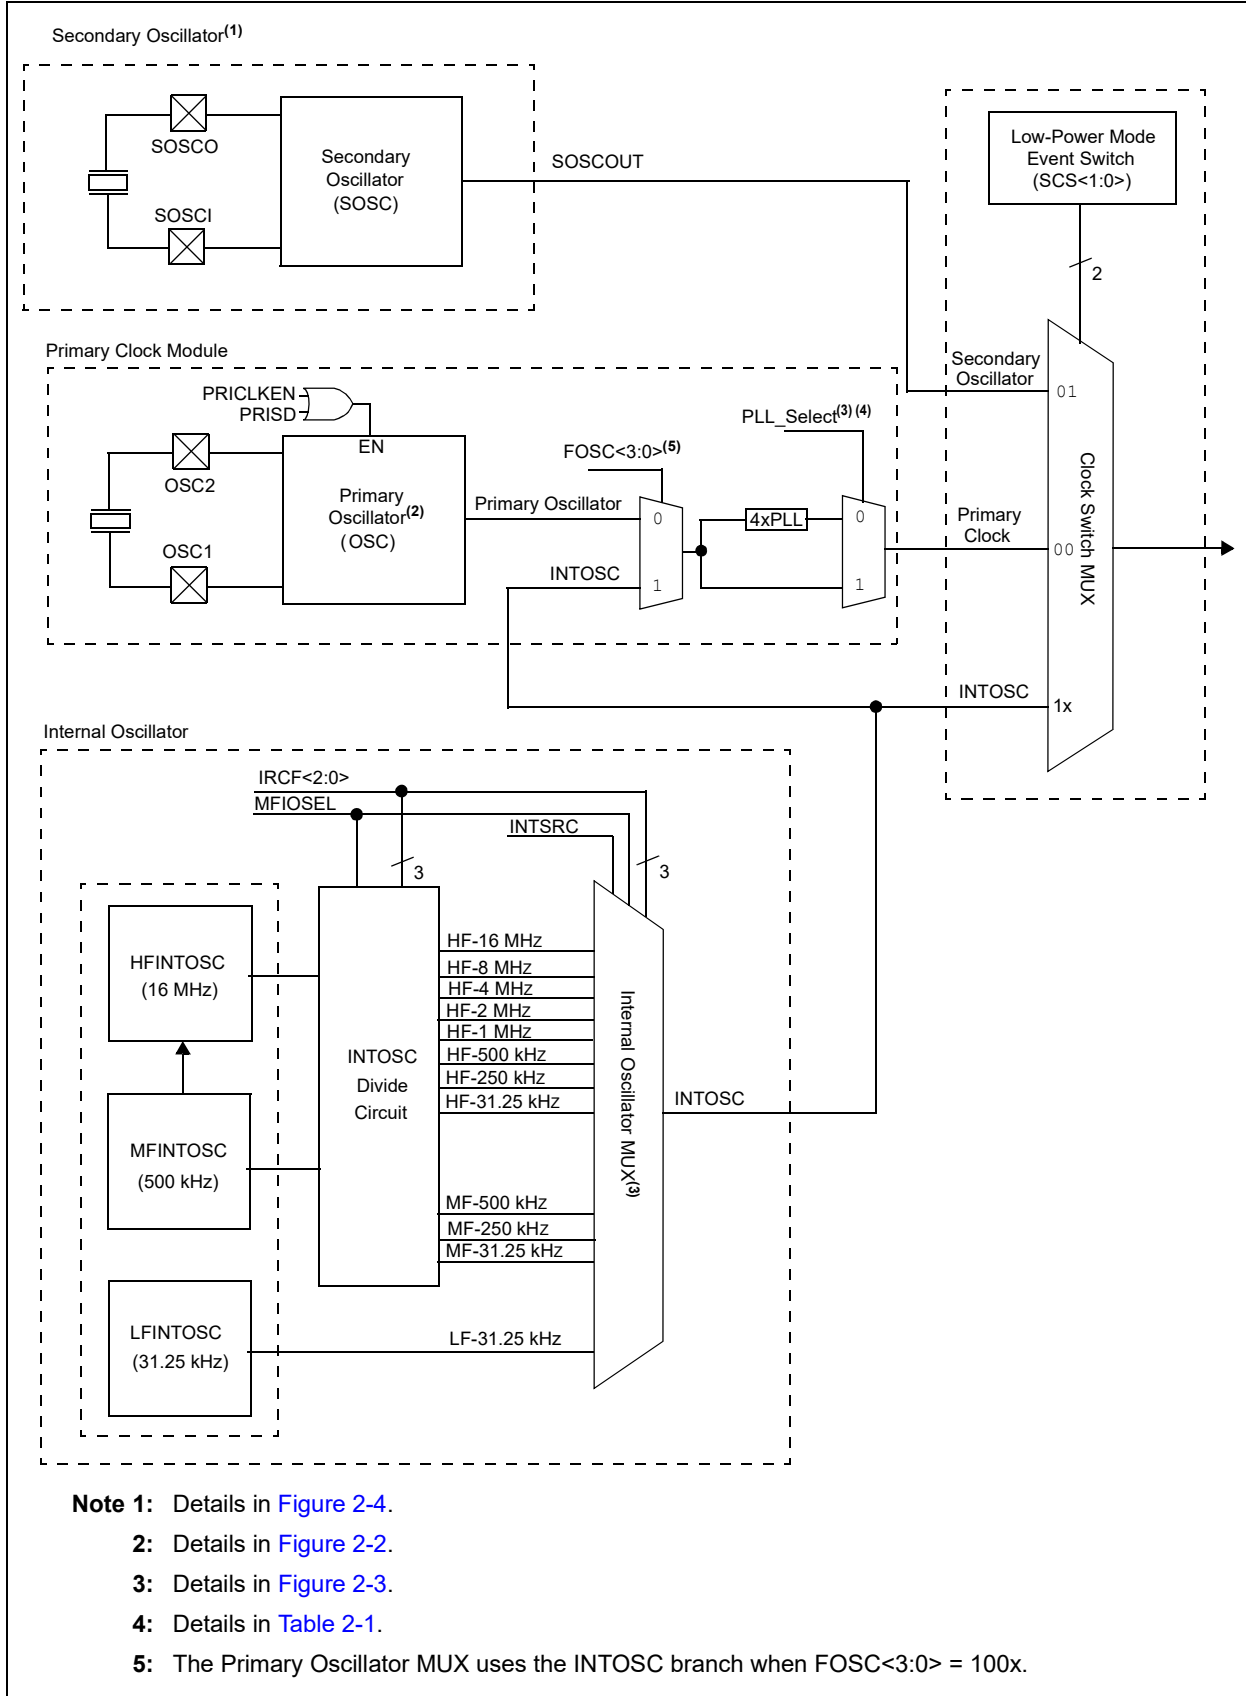 Secondary Oscillator(1)
SOSCO
SOSCI
Secondary
Oscillator
(SOSC)
SOSCOUT
Low-Power Mode
Event Switch
(SCS<1:0>)
2
Secondary
Oscillator
01
Primary
Clock
00
INTOSC
1x
Clock Switch MUX
Primary Clock Module
PRICLKEN
PRISD
EN
OSC2
OSC1
Primary
Oscillator(2)
(OSC)
Primary Oscillator
INTOSC
FOSC<3:0>(5)
0
1
4xPLL
PLL_Select(3) (4)
0
1
Internal Oscillator
IRCF<2:0>
MFIOSEL
INTSRC
3
3
HFINTOSC
(16 MHz)
MFINTOSC
(500 kHz)
LFINTOSC
(31.25 kHz)
INTOSC
Divide
Circuit
HF-16 MHz
HF-8 MHz
HF-4 MHz
HF-2 MHz
HF-1 MHz
HF-500 kHz
HF-250 kHz
HF-31.25 kHz
MF-500 kHz
MF-250 kHz
MF-31.25 kHz
LF-31.25 kHz
Internal Oscillator MUX(3)
INTOSC
Note 1: Details in Figure 2-4.
2: Details in Figure 2-2.
3: Details in Figure 2-3.
4: Details in Table 2-1.
5: The Primary Oscillator MUX uses the INTOSC branch when FOSC<3:0> = 100x.